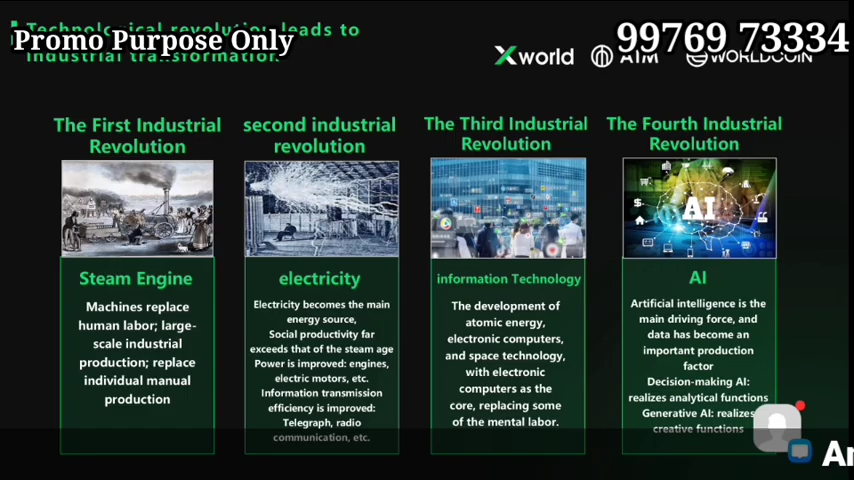 Technological revolution leads to
industrial transformation
Promo Purpose Only
99769 73334
Xworld
ATM
WORLDCOIN
The First Industrial
Revolution
Steam Engine
Machines replace
human labor; large-
scale industrial
production; replace
individual manual
production
second industrial
revolution
electricity
Electricity becomes the main
energy source,
Social productivity far
exceeds that of the steam age
Power is improved: engines,
electric motors, etc.
Information transmission
efficiency is improved:
Telegraph, radio
communication, etc.
The Third Industrial
Revolution
information Technology
The development of
atomic energy,
electronic computers,
and space technology,
with electronic
computers as the
core, replacing some
of the mental labor.
The Fourth Industrial
Revolution
AI
$
AI
Artificial intelligence is the
main driving force, and
data has become an
important production
factor
Decision-making AI:
realizes analytical functions
Generative AI: realizes
creative functions